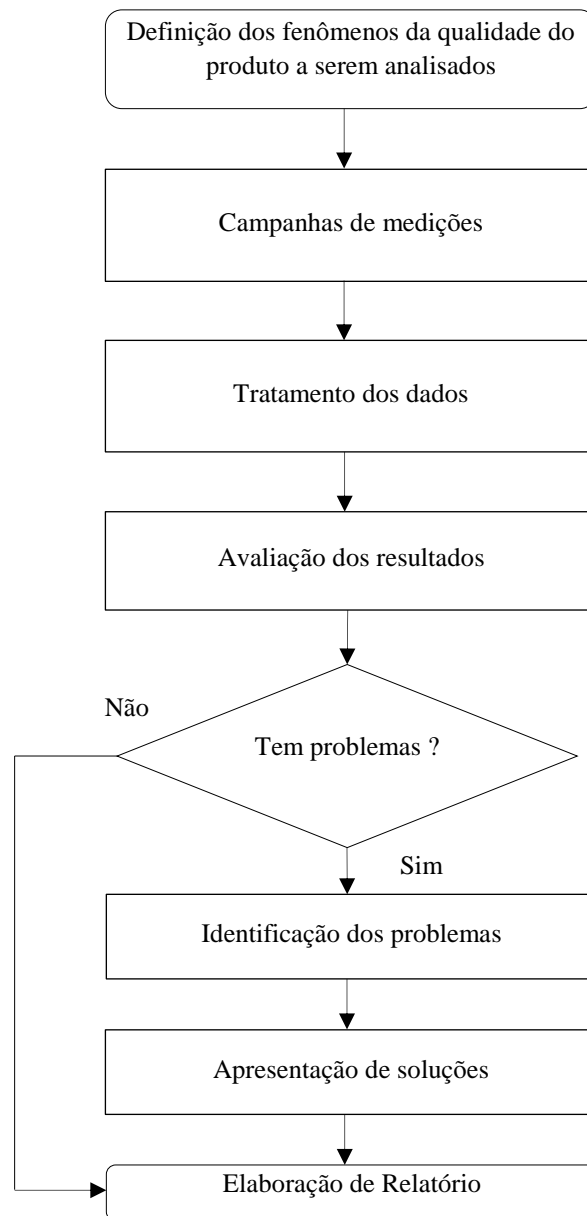 Definição dos fenômenos da qualidade do
produto a serem analisados
Campanhas de medições
Tratamento dos dados
Avaliação dos resultados
Não
Tem problemas ?
Sim
Identificação dos problemas
Apresentação de soluções
Elaboração de Relatório